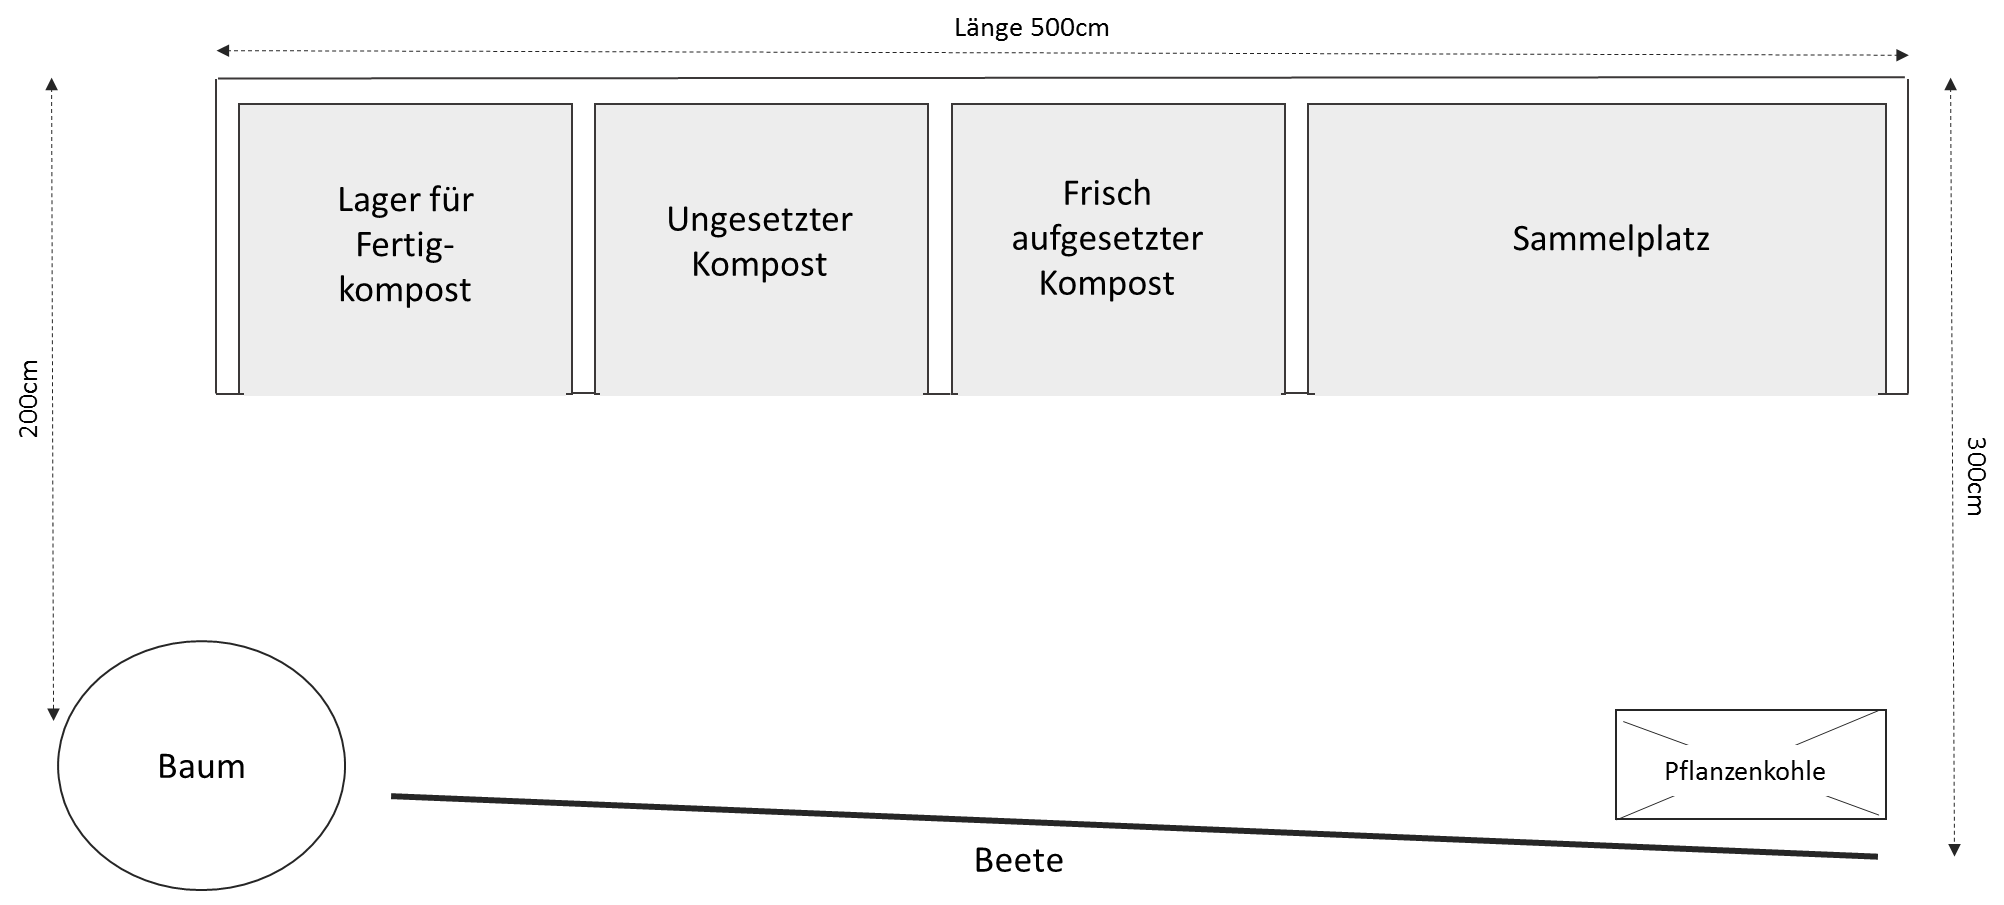 Länge 500cm
Lager für
Fertig-
kompost
Ungesetzter
Kompost
Frisch
aufgesetzter
Kompost
Sammelplatz
200cm
300cm
Baum
Pflanzenkohle
Beete